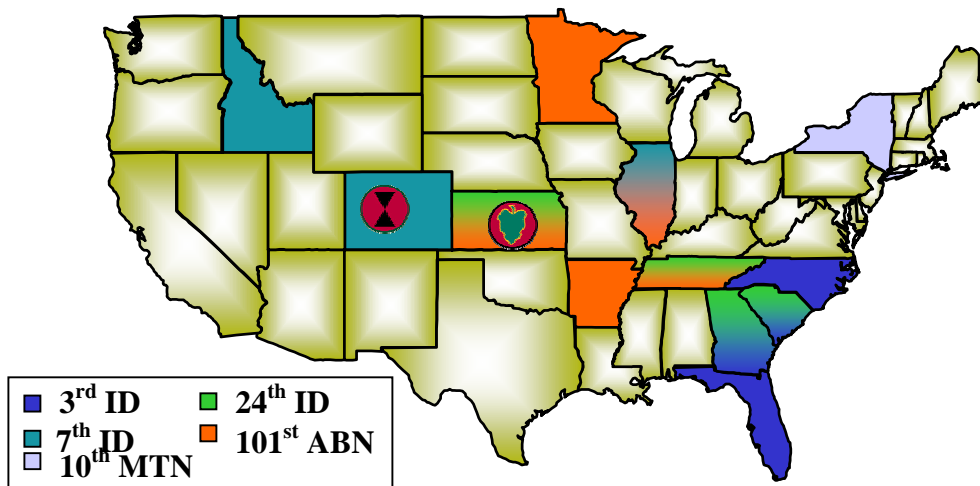 3rd ID
7th ID
10th MTN
24th ID
101st ABN